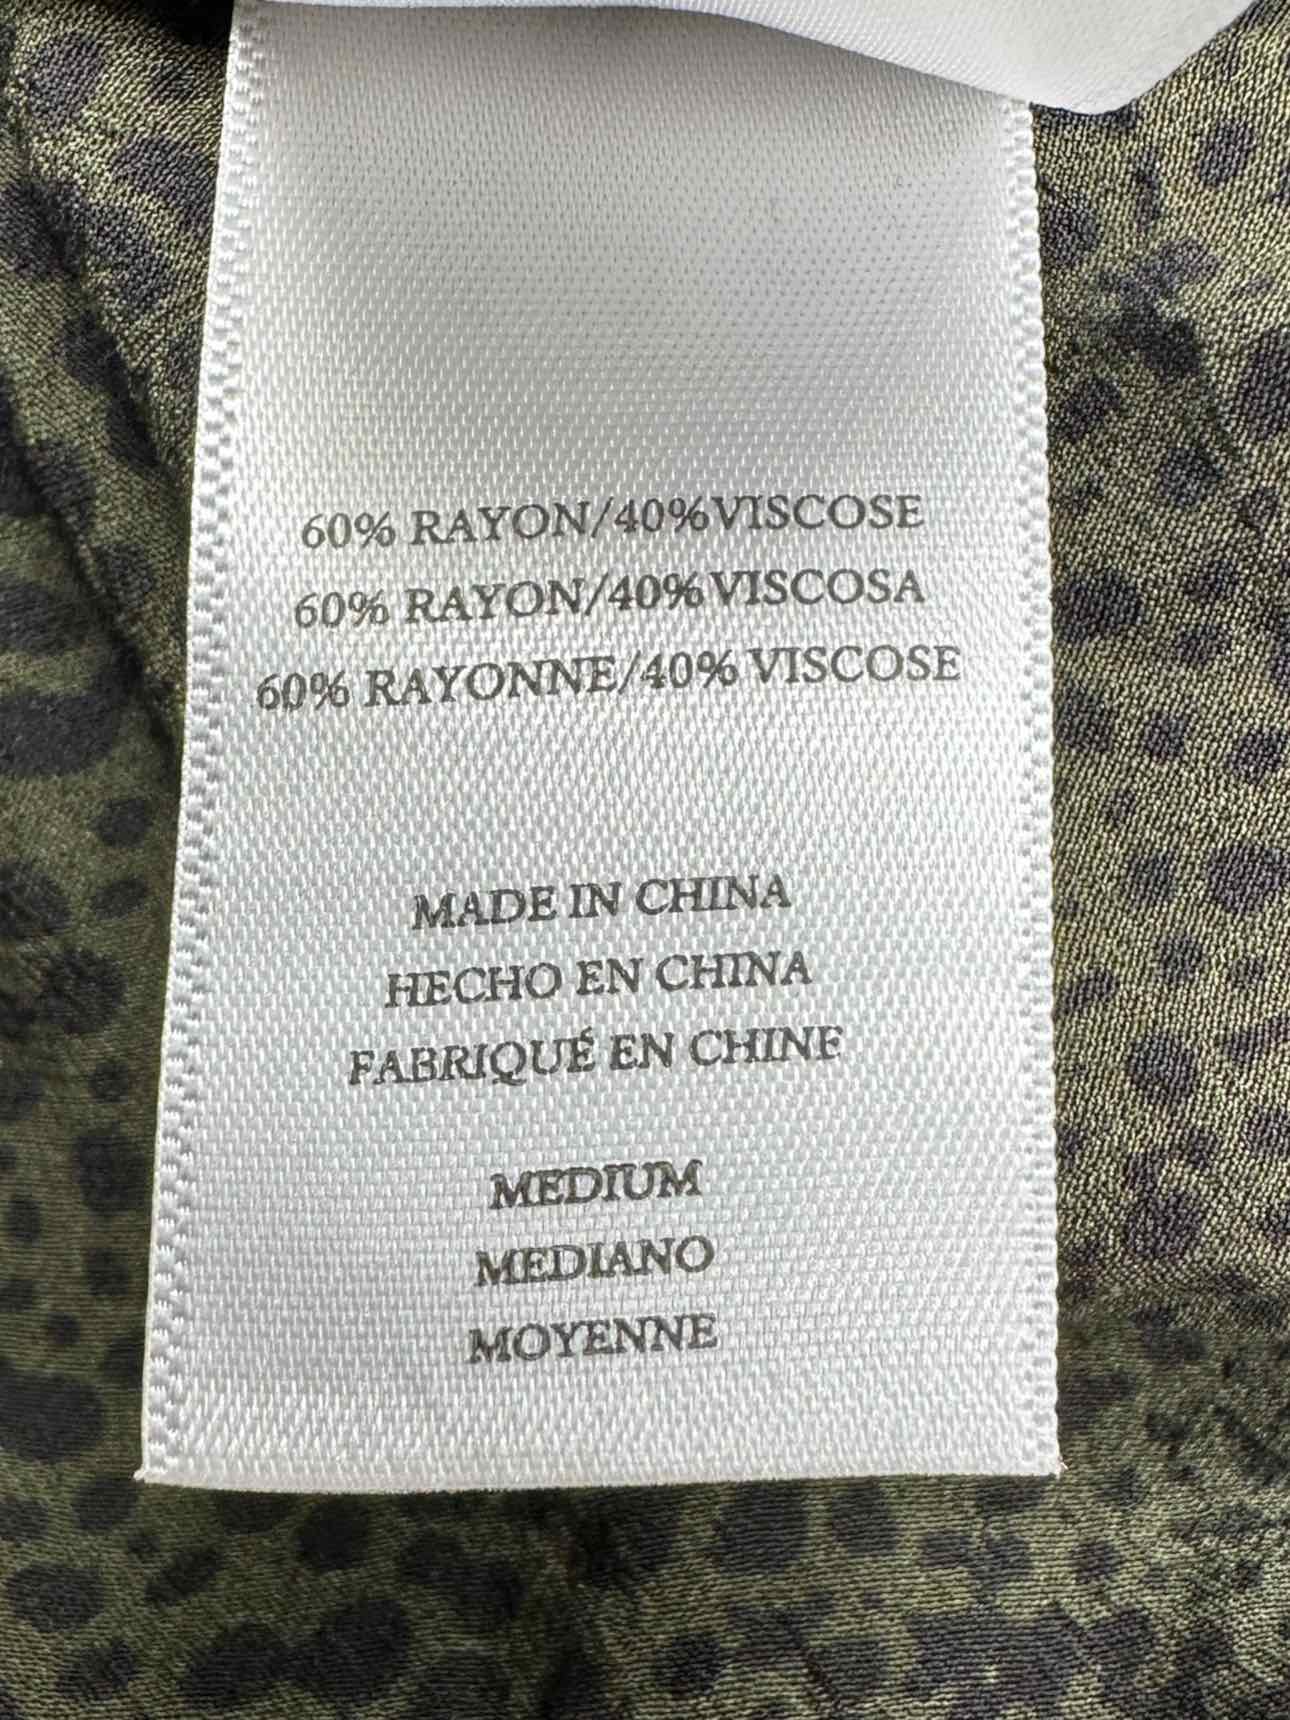 60% RAYON/40%VISCOSE
60% RAYON/40%VISCOSA
60% RAYONNE/40% VISCOSE
MADE IN CHINA
HECHO EN CHINA
FABRIQUÉ EN CHINE
MEDIUM
MEDIANO
MOYENNE